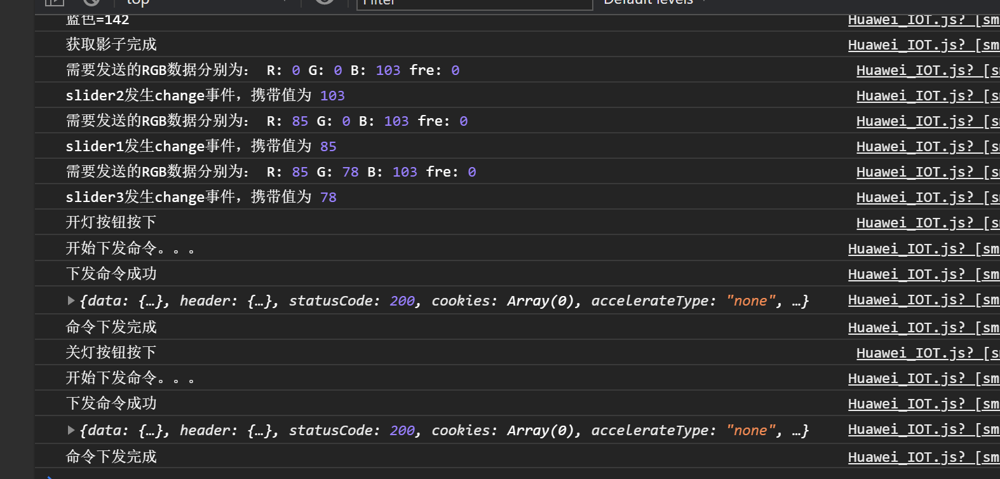 top Filter Default levels
蓝色=142 Huawei_IOT.js? [sm
获取影子完成 Huawei_IOT.js? [sm
需要发送的RGB数据分别为： R: 0 G: 0 B: 103 fre: 0 Huawei_IOT.js? [s
slider2发生change事件，携带值为 103 Huawei_IOT.js? [s
需要发送的RGB数据分别为： R: 85 G: 0 B: 103 fre: 0 Huawei_IOT.js? [s
slider1发生change事件，携带值为 85 Huawei_IOT.js? [s
需要发送的RGB数据分别为： R: 85 G: 78 B: 103 fre: 0 Huawei_IOT.js? [s
slider3发生change事件，携带值为 78 Huawei_IOT.js? [s
开灯按钮按下 Huawei_IOT.js? [s
开始下发命令。。。 Huawei_IOT.js? [sm
下发命令成功 Huawei_IOT.js? [sm
{data: {…}, header: {…}, statusCode: 200, cookies: Array(0), accelerateType: "none", …} Huawei_IOT.js? [sm
命令下发完成 Huawei_IOT.js? [sm
关灯按钮按下 Huawei_IOT.js? [s
开始下发命令。。。 Huawei_IOT.js? [sm
下发命令成功 Huawei_IOT.js? [sm
{data: {…}, header: {…}, statusCode: 200, cookies: Array(0), accelerateType: "none", …} Huawei_IOT.js? [sm
命令下发完成 Huawei_IOT.js? [sm